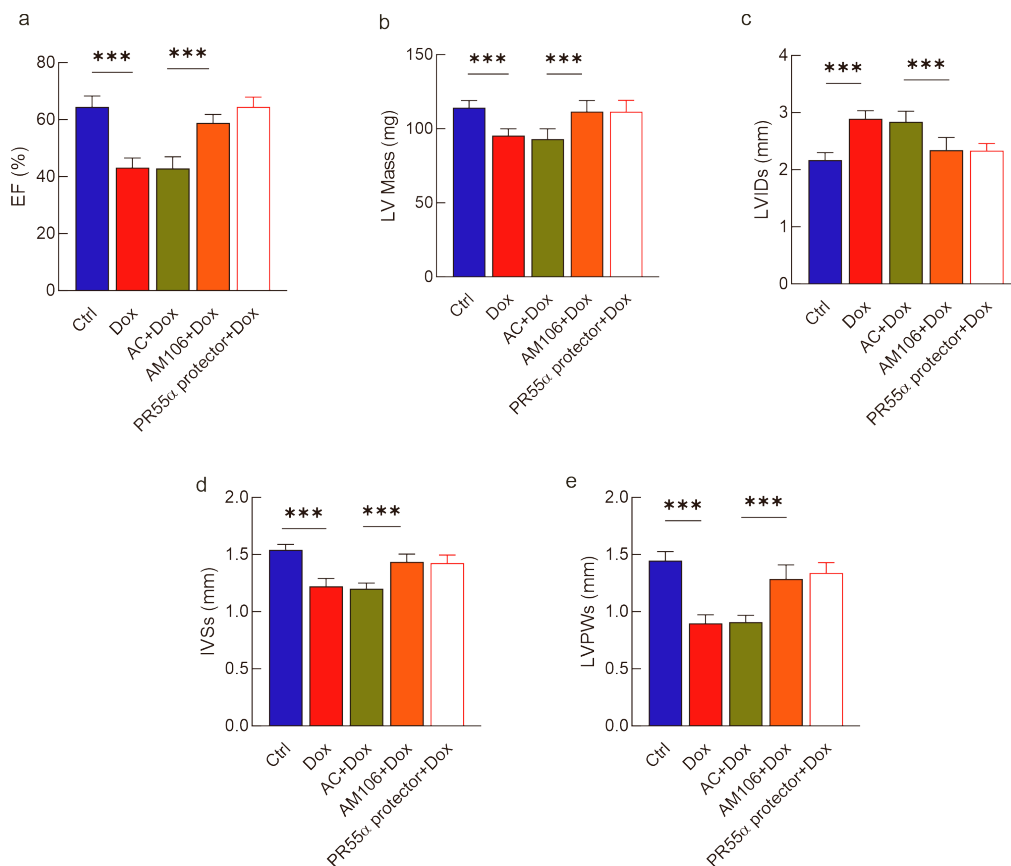 a
*** ***
80
60
40
20
0
EF (%)
Ctrl
Dox
AC+Dox
AM106+Dox
PR55α protector+Dox
b
*** ***
150
100
50
0
LV Mass (mg)
Ctrl
Dox
AC+Dox
AM106+Dox
PR55α protector+Dox
c
*** ***
4
3
2
1
0
LVIDs (mm)
Ctrl
Dox
AC+Dox
AM106+Dox
PR55α protector+Dox
d
*** ***
2.0
1.5
1.0
0.5
0.0
IVSs (mm)
Ctrl
Dox
AC+Dox
AM106+Dox
PR55α protector+Dox
e
*** ***
2.0
1.5
1.0
0.5
0.0
LVPWs (mm)
Ctrl
Dox
AC+Dox
AM106+Dox
PR55α protector+Dox